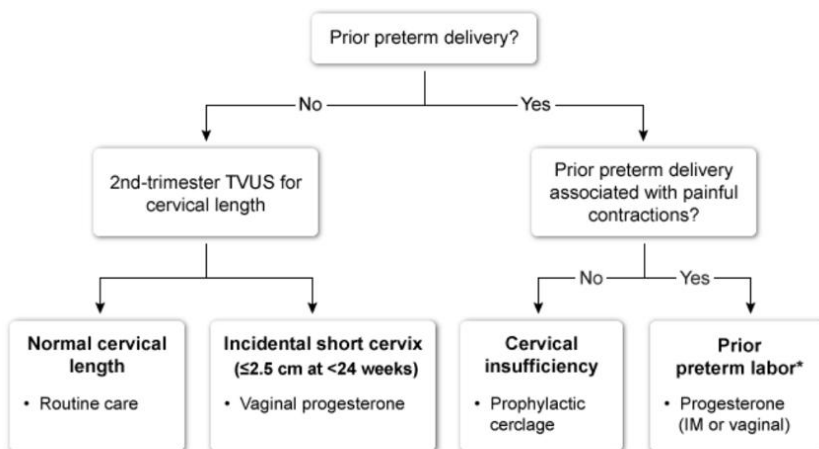 Prior preterm delivery?
No
Yes
2nd-trimester TVUS for
cervical length
Prior preterm delivery
associated with painful
contractions?
No
Yes
Normal cervical
length
• Routine care
Incidental short cervix
(≤2.5 cm at <24 weeks)
• Vaginal progesterone
Cervical
insufficiency
• Prophylactic
cerclage
Prior
preterm labor*
• Progesterone
(IM or vaginal)